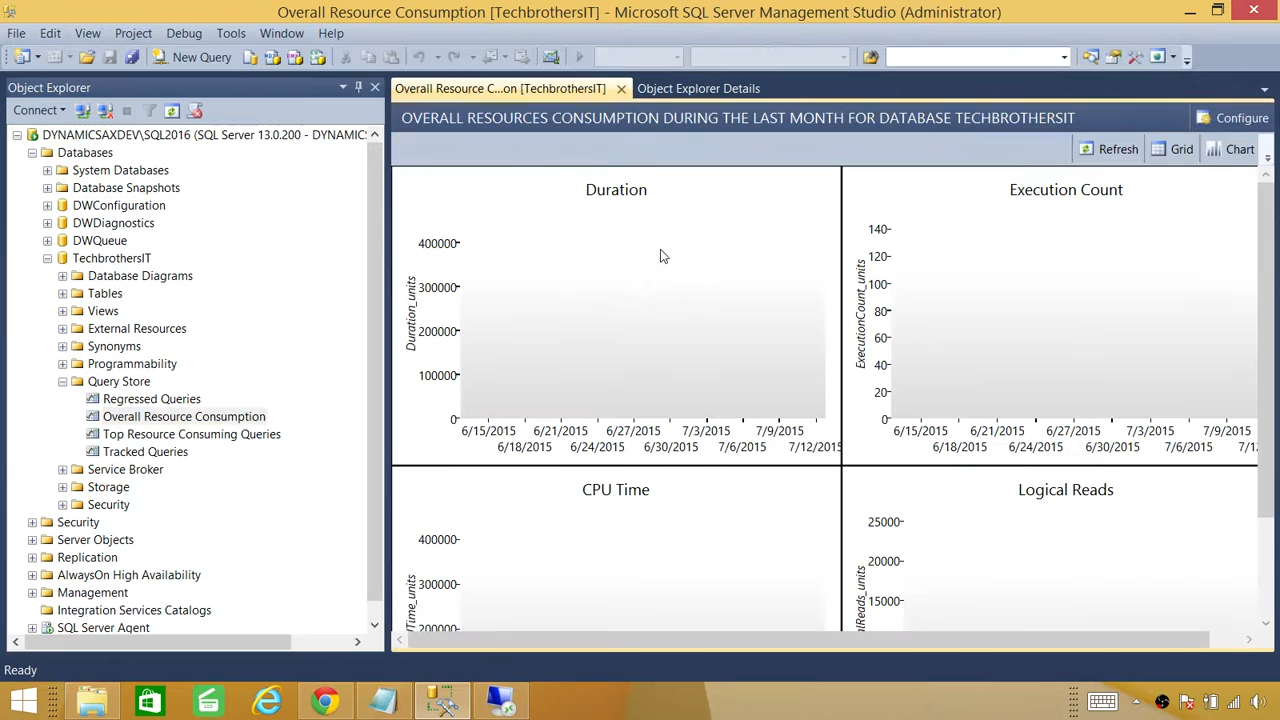 Overall Resource Consumption [TechbrothersIT] - Microsoft SQL Server Management Studio (Administrator)
File Edit View Project Debug Tools Window Help
New Query
Object Explorer
Overall Resource C...on [TechbrothersIT]
Object Explorer Details
Connect
OVERALL RESOURCES CONSUMPTION DURING THE LAST MONTH FOR DATABASE TECHBROTHERSIT
Configure
Refresh Grid Chart
DYNAMICSAXDEV\SQL2016 (SQL Server 13.0.200 - DYNAMICS
Databases
System Databases
Database Snapshots
DWConfiguration
DWDiagnostics
DWQueue
TechbrothersIT
Database Diagrams
Tables
Views
External Resources
Synonyms
Programmability
Query Store
Regressed Queries
Overall Resource Consumption
Top Resource Consuming Queries
Tracked Queries
Service Broker
Storage
Security
Security
Server Objects
Replication
AlwaysOn High Availability
Management
Integration Services Catalogs
SQL Server Agent
Duration
400000
300000
200000
100000
0
Duration_units
6/15/2015 6/21/2015 6/27/2015 7/3/2015 7/9/2015
6/18/2015 6/24/2015 6/30/2015 7/6/2015 7/12/2015
Execution Count
140
120
100
80
60
40
20
0
ExecutionCount_units
6/15/2015 6/21/2015 6/27/2015 7/3/2015 7/9/2015
6/18/2015 6/24/2015 6/30/2015 7/6/2015 7/1
CPU Time
400000
300000
200000
Time_units
Logical Reads
25000
20000
15000
alReads_units
Ready